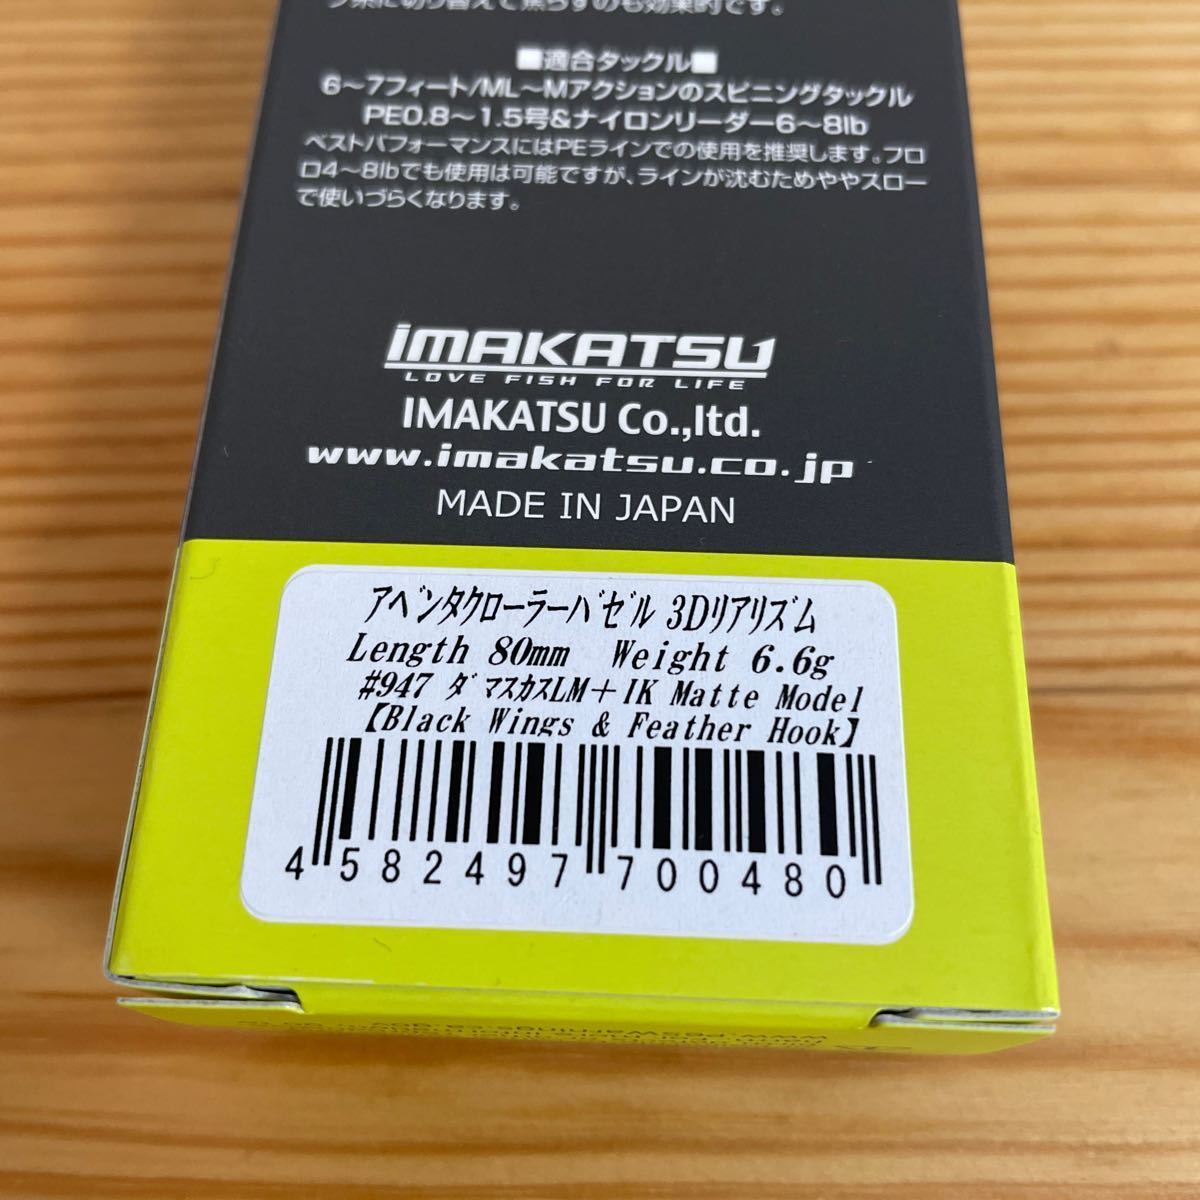 ク系に切り替えて焦らすのも効果的です。
■適合タックル■
6～7フィート/ML～Mアクションのスピニングタックル
PE0.8～1.5号&ナイロンリーダー6～8lb
ベストパフォーマンスにはPEラインでの使用を推奨します。フロ
ロ4～8lbでも使用は可能ですが、ラインが沈むためややスロー
で使いづらくなります。
iMAKATSU
LOVE FISH FOR LIFE
IMAKATSU Co.,ltd.
www.imakatsu.co.jp
MADE IN JAPAN
ｱﾍﾞﾝﾀｸﾛｰﾗｰﾊﾞｾﾞﾙ 3Dﾘｱﾘｽﾞﾑ
Length 80mm Weight 6.6g
#947 ﾀﾞﾏｽｶｽLM＋IK Matte Model
【Black Wings & Feather Hook】
4582497700480